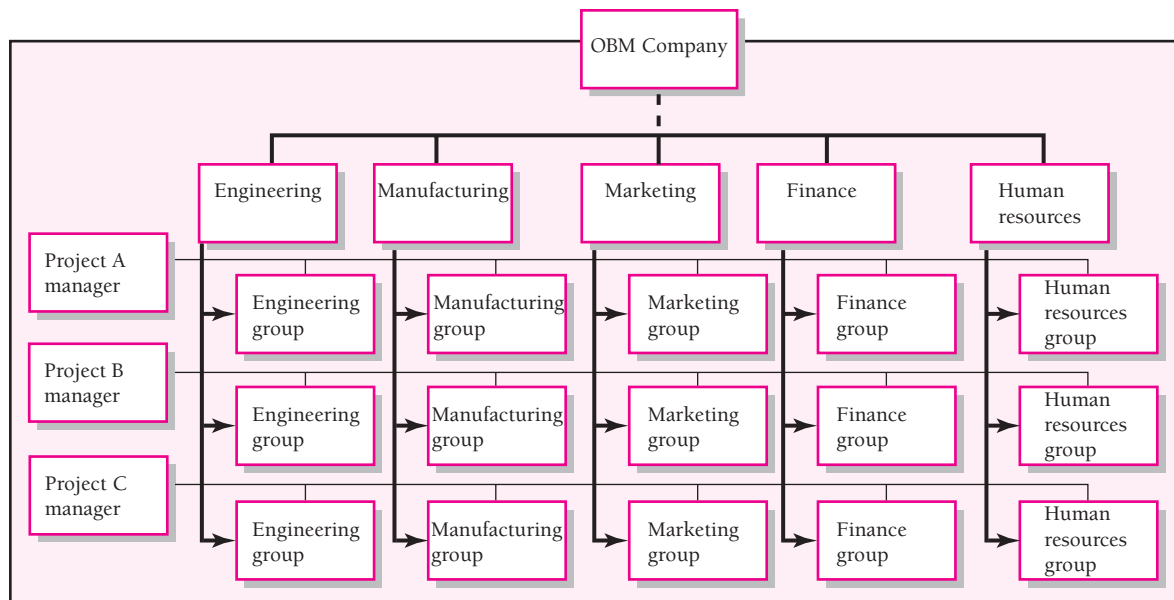 OBM Company
Engineering
Manufacturing
Marketing
Finance
Human
resources
Project A
manager
Engineering
group
Manufacturing
group
Marketing
group
Finance
group
Human
resources
group
Project B
manager
Engineering
group
Manufacturing
group
Marketing
group
Finance
group
Human
resources
group
Project C
manager
Engineering
group
Manufacturing
group
Marketing
group
Finance
group
Human
resources
group